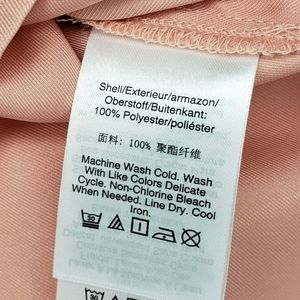 Shell/Exterieur/armazon/
Oberstoff/Buitenkant:
100% Polyester/poliéster
面料: 100% 聚酯纤维
Machine Wash Cold. Wash
With Like Colors Delicate
Cycle. Non-Chlorine Bleach
When Needed. Line Dry. Cool
Iron.
30